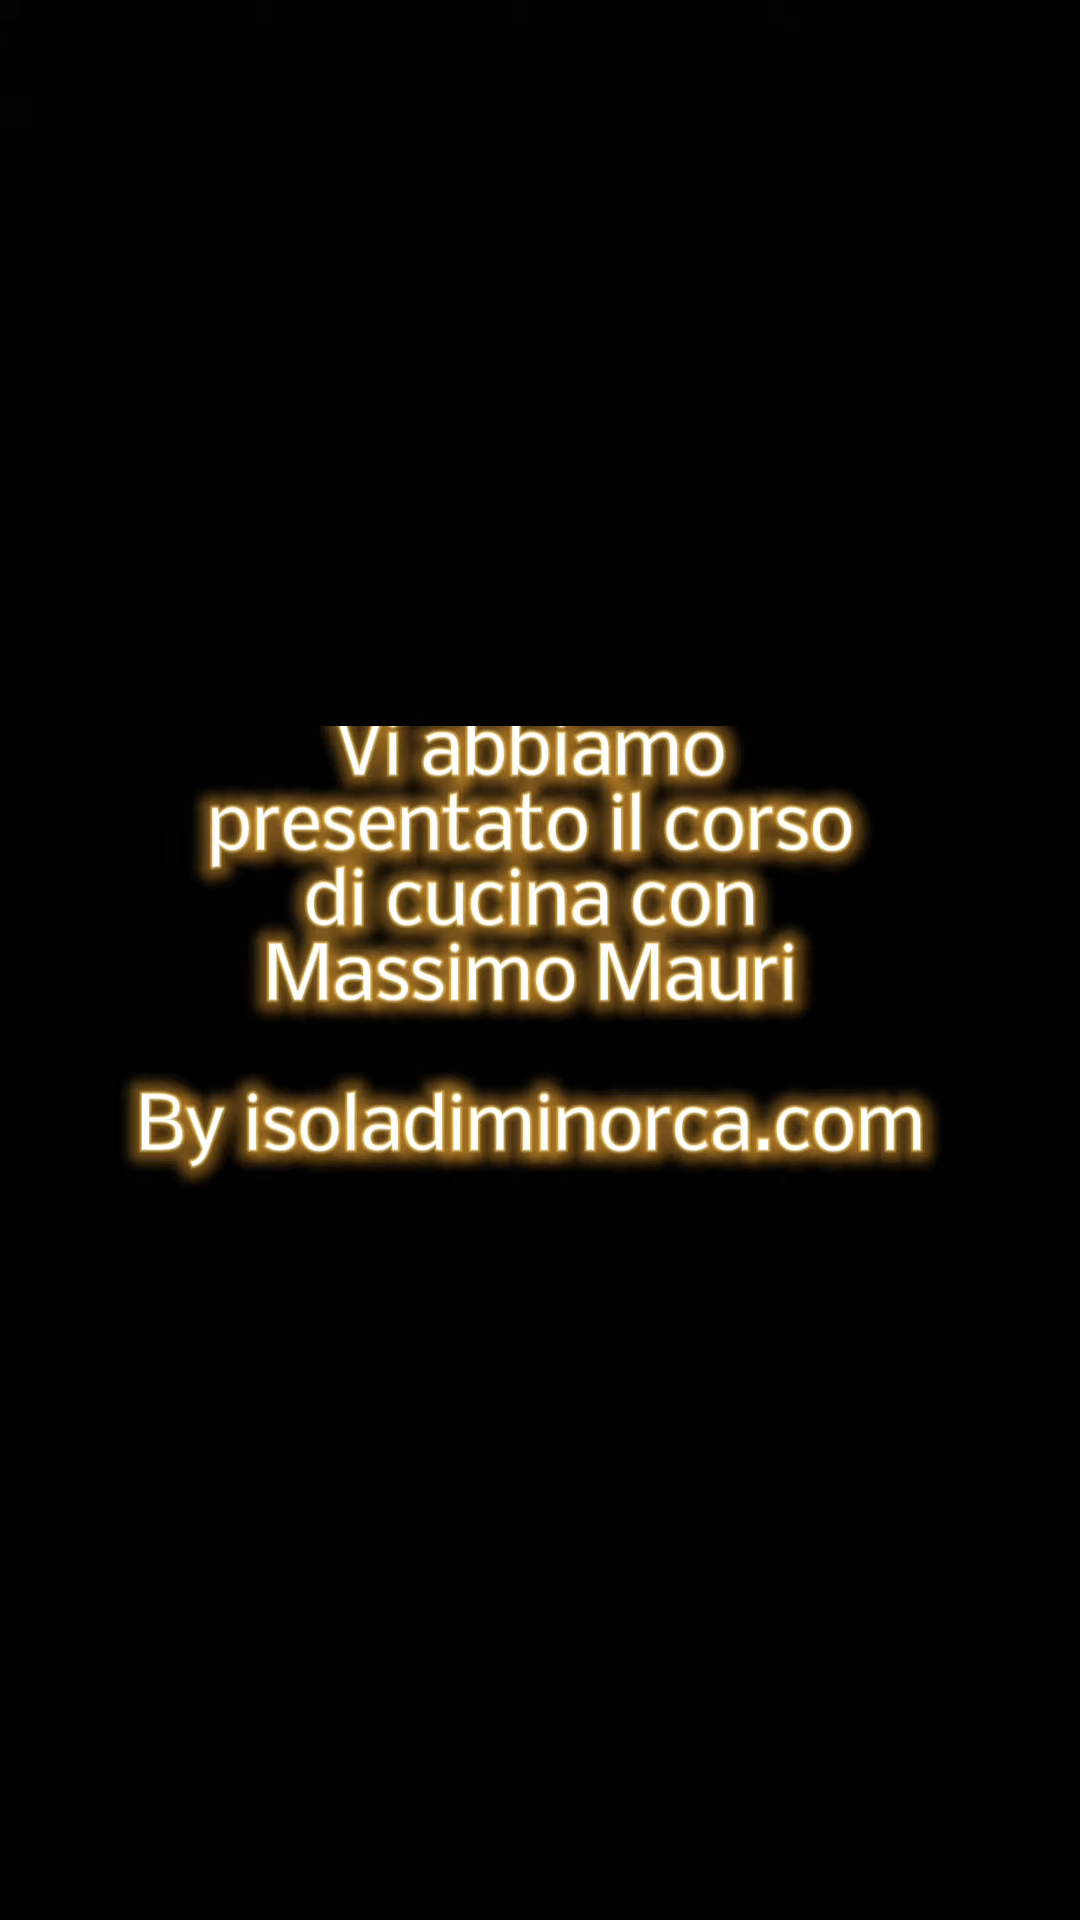 Vi abbiamo
presentato il corso
di cucina con
Massimo Mauri
By isoladiminorca.com